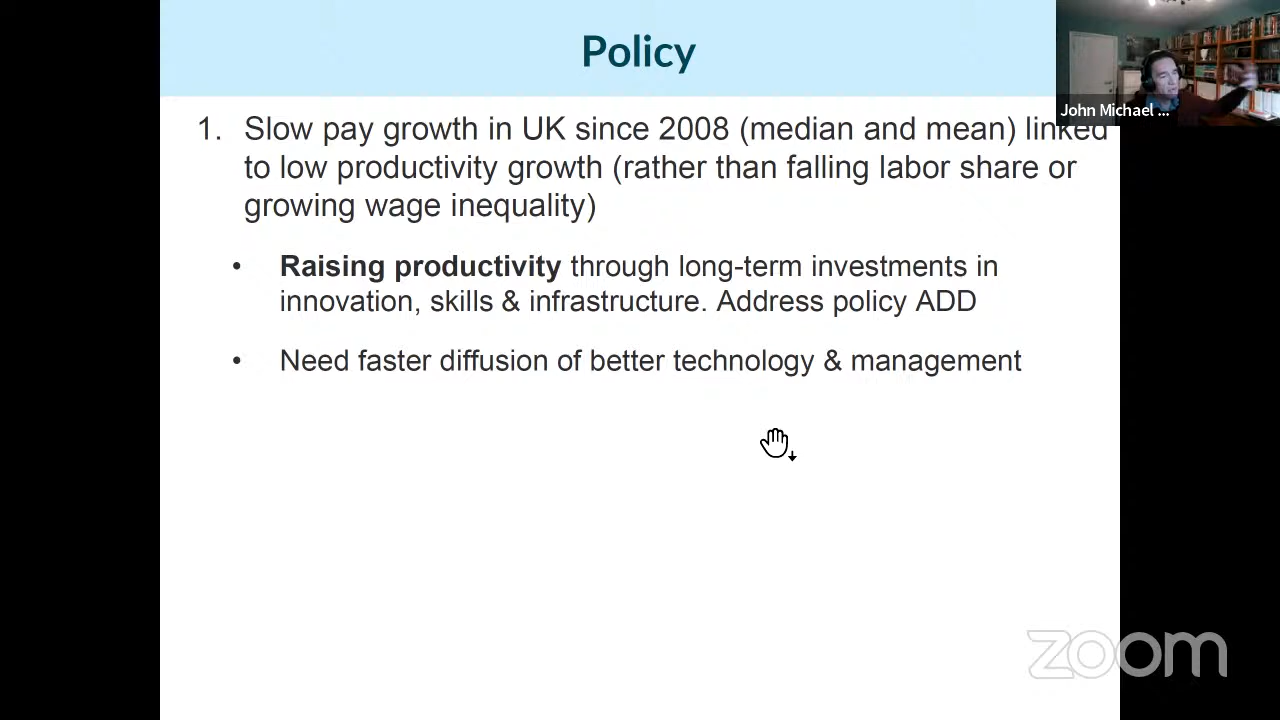 Policy
John Michael ...
1. Slow pay growth in UK since 2008 (median and mean) linked
to low productivity growth (rather than falling labor share or
growing wage inequality)
• Raising productivity through long-term investments in
innovation, skills & infrastructure. Address policy ADD
• Need faster diffusion of better technology & management
zoom